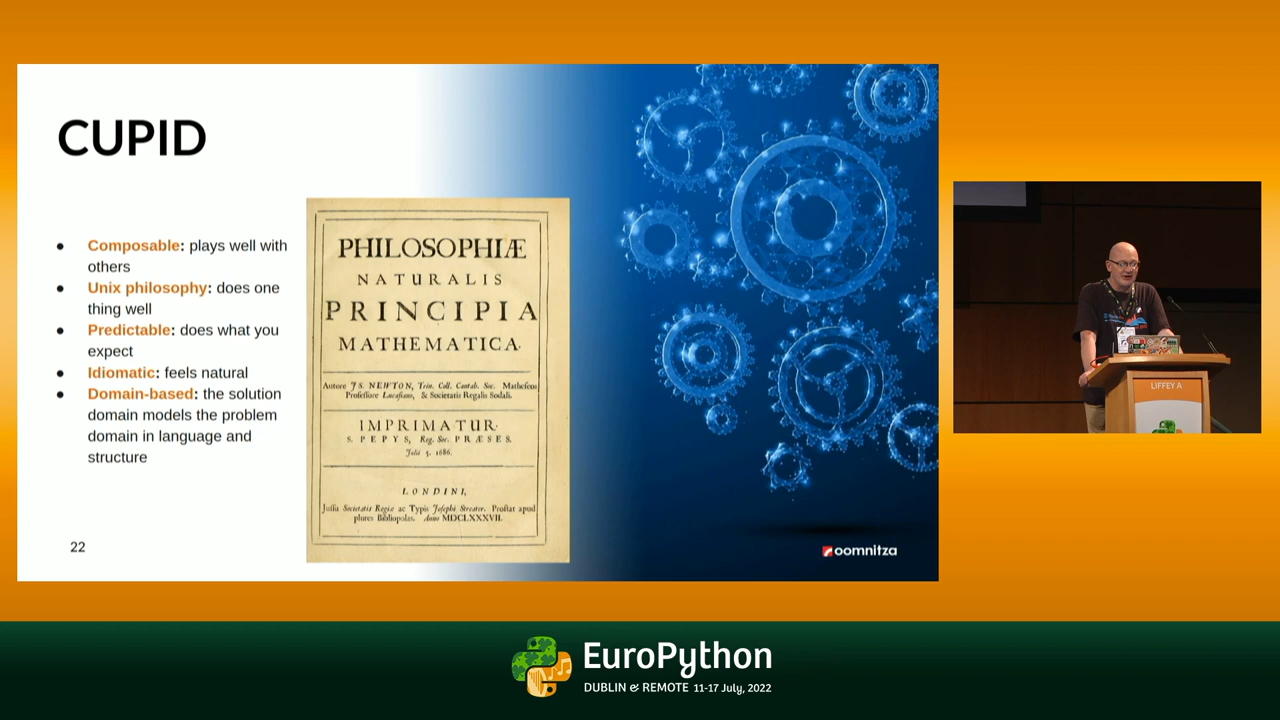 CUPID
● Composable: plays well with
others
● Unix philosophy: does one
thing well
● Predictable: does what you
expect
● Idiomatic: feels natural
● Domain-based: the solution
domain models the problem
domain in language and
structure
22
PHILOSOPHIÆ
NATURALIS
PRINCIPIA
MATHEMATICA.
Autore J S. NEWTON, Trin. Coll. Cantab. Soc. Matheseos
Professore Lucasiano, & Societatis Regalis Sodali.
IMPRIMATUR.
S. PEPYS, Reg. Soc. PRÆSES.
Julii 5. 1686.
LONDINI,
Jussu Societatis Regiæ ac Typis Josephi Streater. Prostat apud
plures Bibliopolas. Anno MDCLXXXVII.
oomnitza
LIFFEY A
EuroPython
DUBLIN & REMOTE 11-17 July, 2022